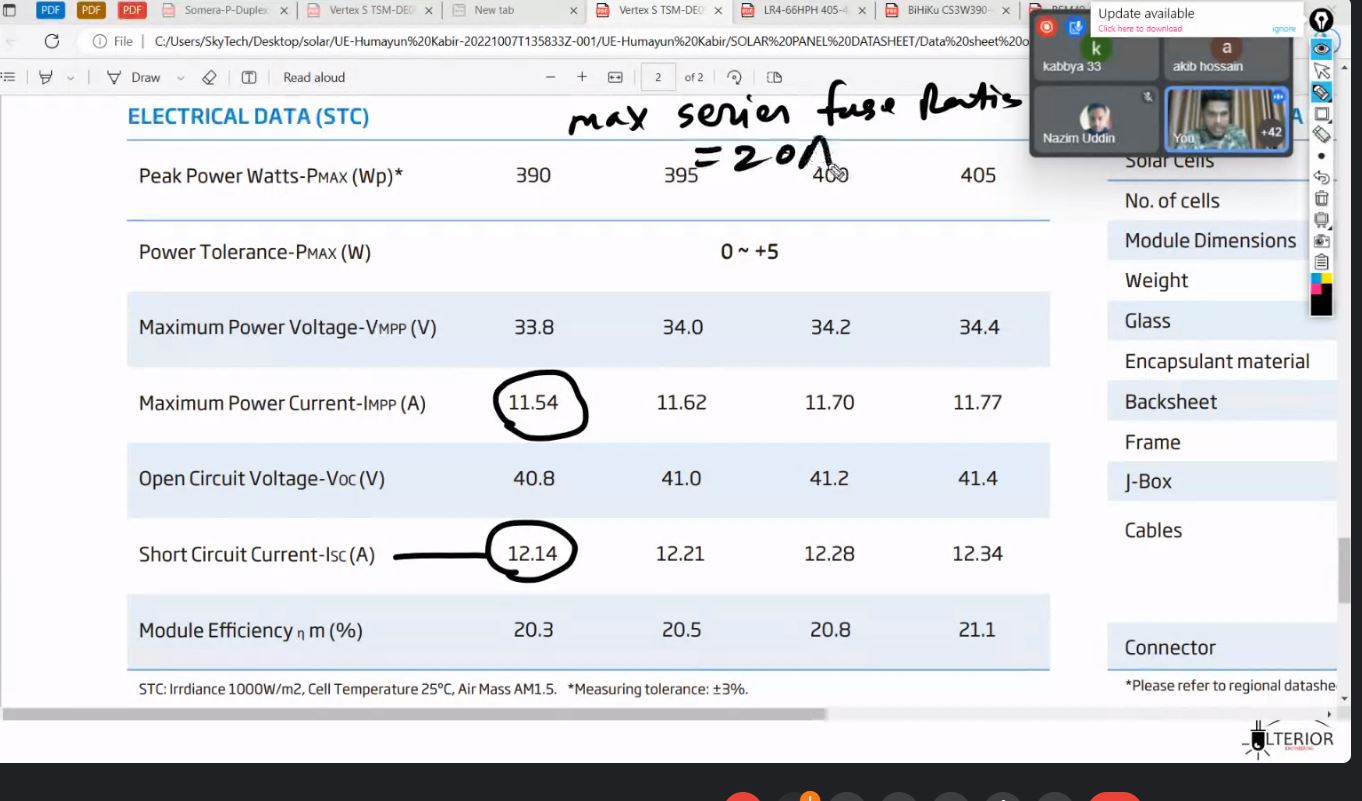 PDF PDF PDF Somera-P-Duplex × Vertex S TSM-DE0 × New tab × Vertex S TSM-DE0 × LR4-66HPH 405-4 × BiHiKu CS3W390- ×
File | C:/Users/SkyTech/Desktop/solar/UE-Humayun%20Kabir-20221007T135833Z-001/UE-Humayun%20Kabir/SOLAR%20PANEL%20DATASHEET/Data%20sheet%20o
Update available
Click here to download ignore
k a
kabbya 33 akib hossain
Nazim Uddin You +42
Draw Read aloud 2 of 2
max series fuse Ratis
= 20A
ELECTRICAL DATA (STC)
Peak Power Watts-PMAX (Wp)* 390 395 400 405
Power Tolerance-PMAX (W) 0 ~ +5
Maximum Power Voltage-VMPP (V) 33.8 34.0 34.2 34.4
Maximum Power Current-IMPP (A) 11.54 11.62 11.70 11.77
Open Circuit Voltage-VOC (V) 40.8 41.0 41.2 41.4
Short Circuit Current-ISC (A) 12.14 12.21 12.28 12.34
Module Efficiency η m (%) 20.3 20.5 20.8 21.1
STC: Irrdiance 1000W/m2, Cell Temperature 25°C, Air Mass AM1.5. *Measuring tolerance: ±3%.
A
Solar Cells
No. of cells
Module Dimensions
Weight
Glass
Encapsulant material
Backsheet
Frame
J-Box
Cables
Connector
*Please refer to regional datashe
ULTERIOR
ENGINEERING